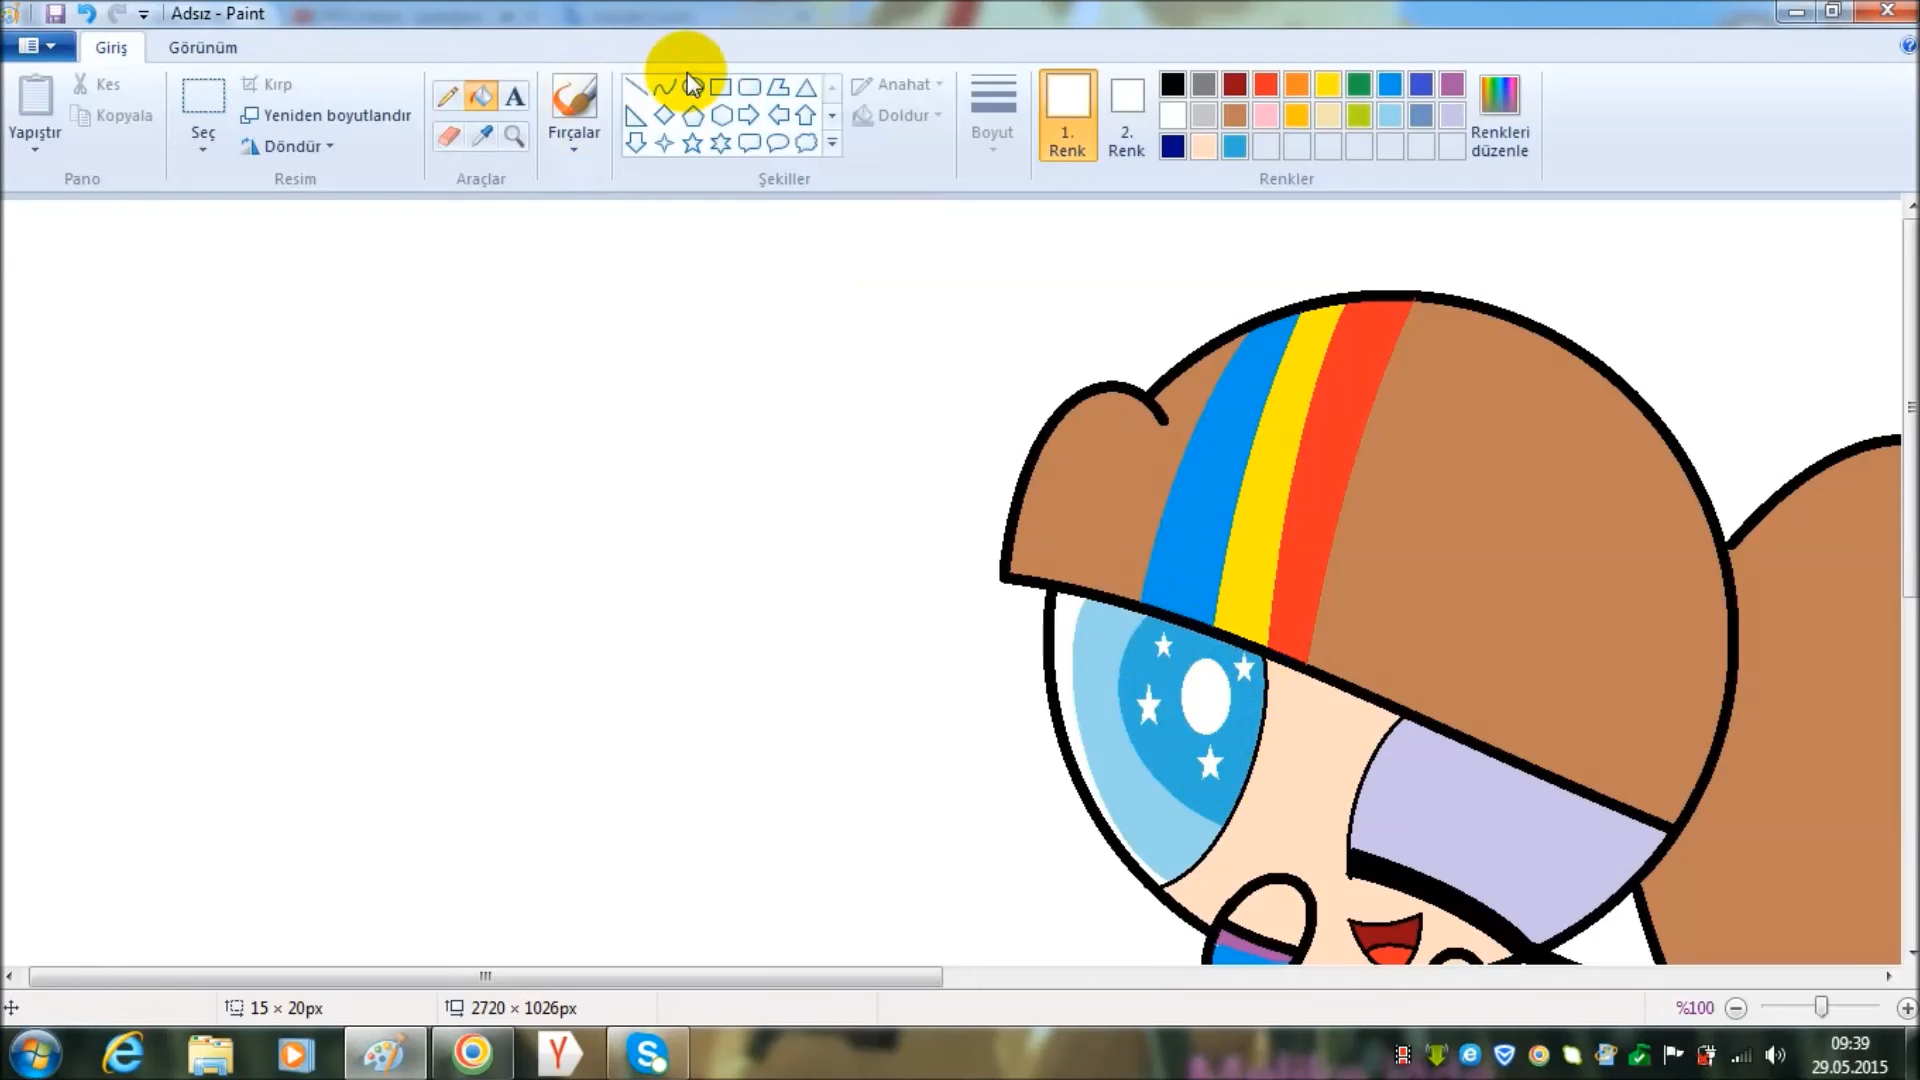 Adsız - Paint
Giriş
Görünüm
Yapıştır
Kes
Kopyala
Pano
Seç
Kırp
Yeniden boyutlandır
Döndür
Resim
A
Araçlar
Fırçalar
Şekiller
Anahat
Doldur
Boyut
1.
Renk
2.
Renk
Renkler
Renkleri
düzenle
15 × 20px
2720 × 1026px
%100
09:39
29.05.2015